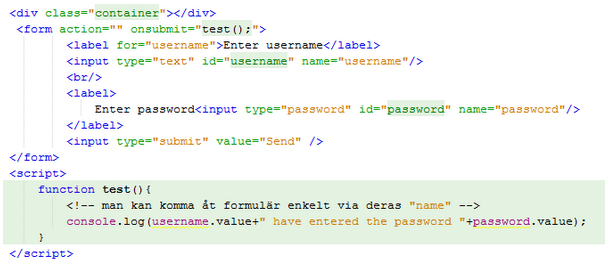 <div class="container"></div>
<form action="" onsubmit="test();">
<label for="username">Enter username</label>
<input type="text" id="username" name="username"/>
<br/>
<label>
Enter password<input type="password" id="password" name="password"/>
</label>
<input type="submit" value="Send" />
</form>
<script>
function test(){
<!-- man kan komma åt formulär enkelt via deras "name" -->
console.log(username.value+" have entered the password "+password.value);
}
</script>